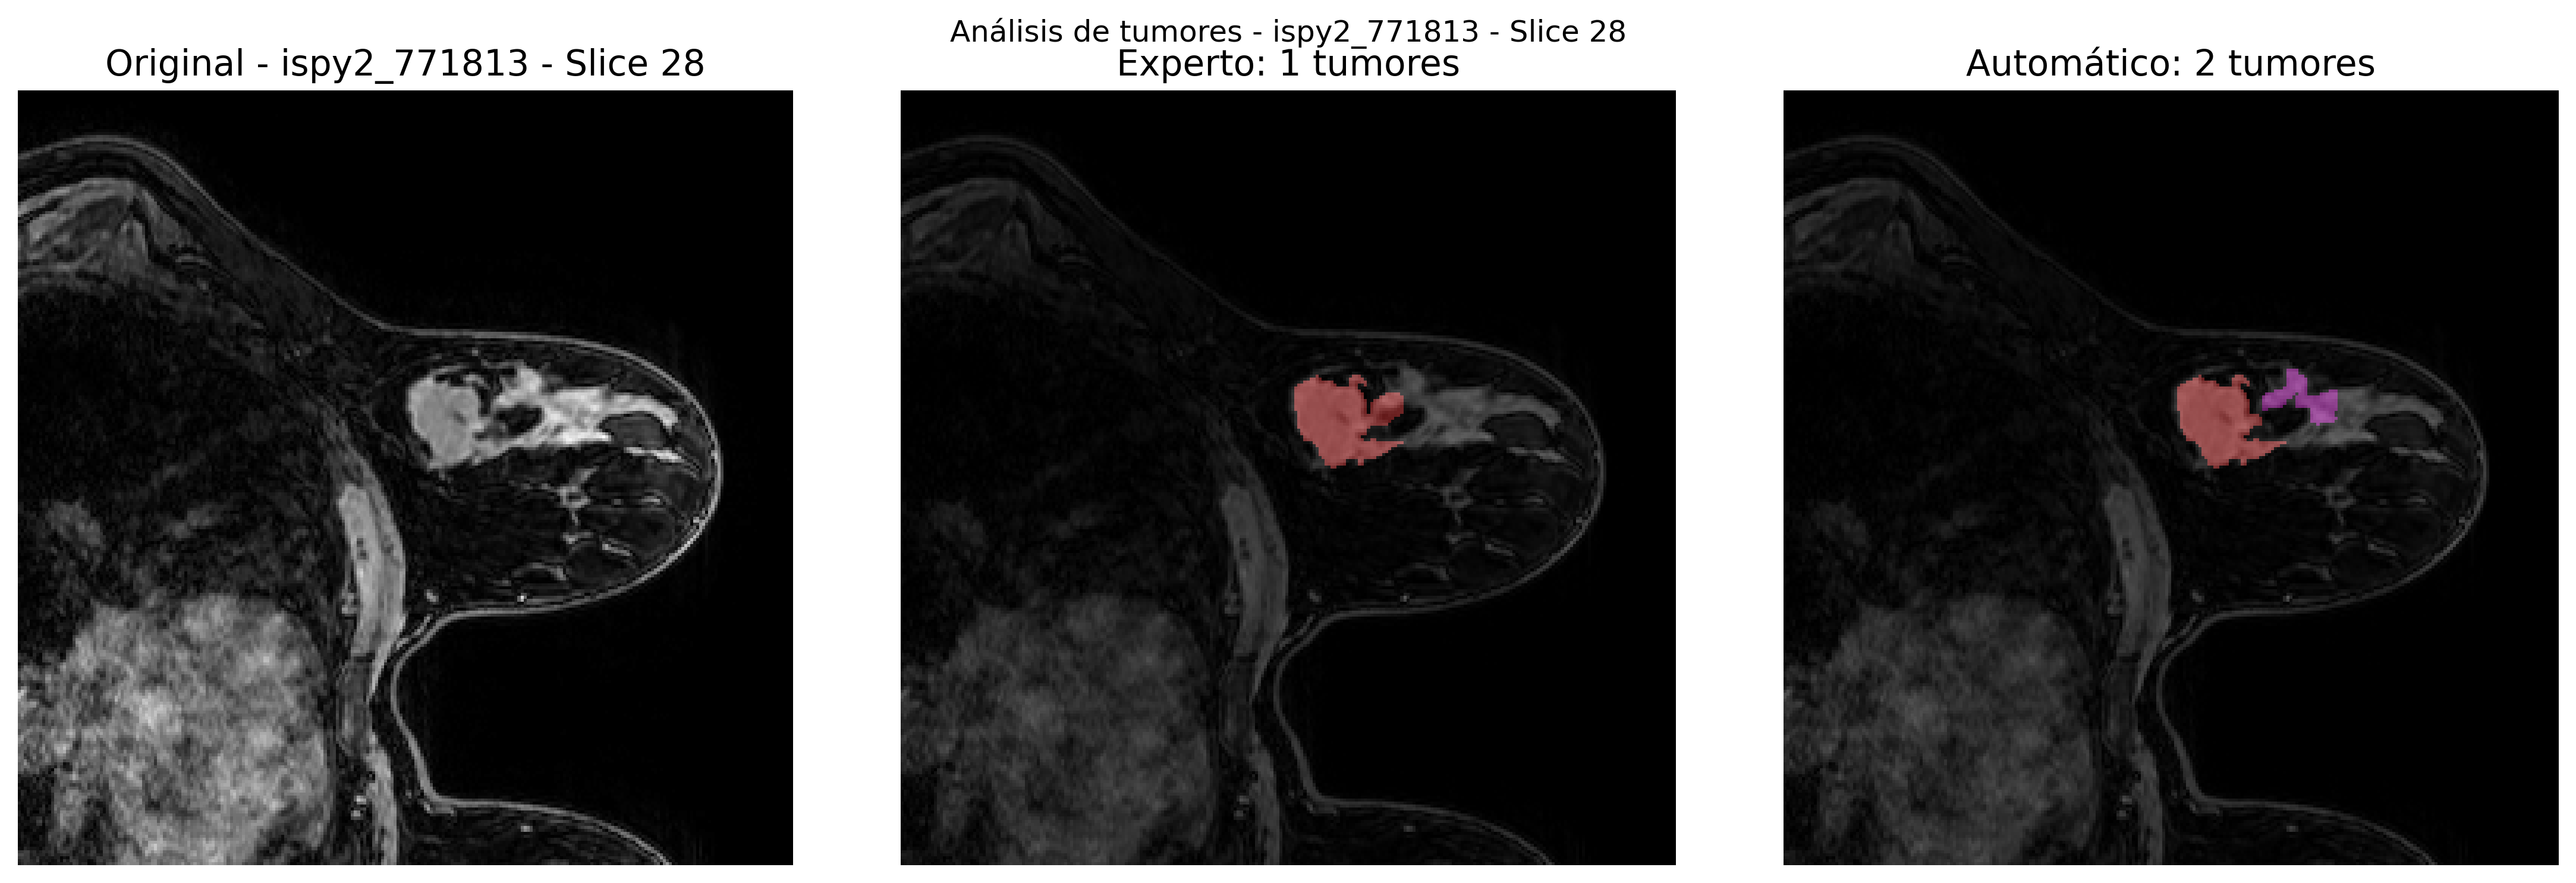 Análisis de tumores - ispy2_771813 - Slice 28
Original - ispy2_771813 - Slice 28
Experto: 1 tumores
Automático: 2 tumores